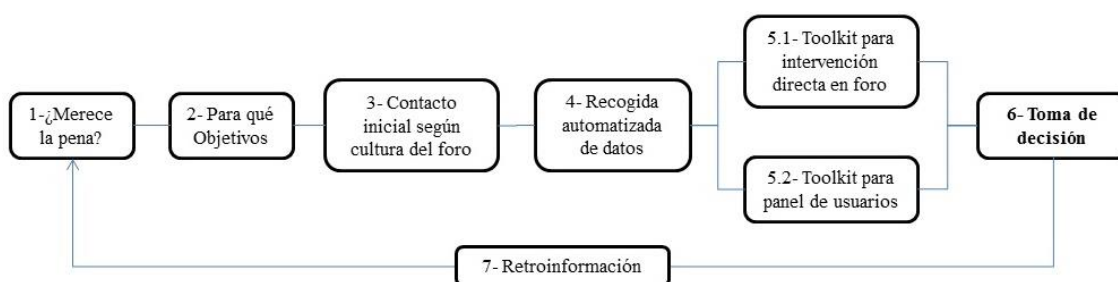 1-¿Merece
la pena?
2- Para qué
Objetivos
3- Contacto
inicial según
cultura del foro
4- Recogida
automatizada
de datos
5.1- Toolkit para
intervención
directa en foro
5.2- Toolkit para
panel de usuarios
6- Toma de
decisión
7- Retroinformación